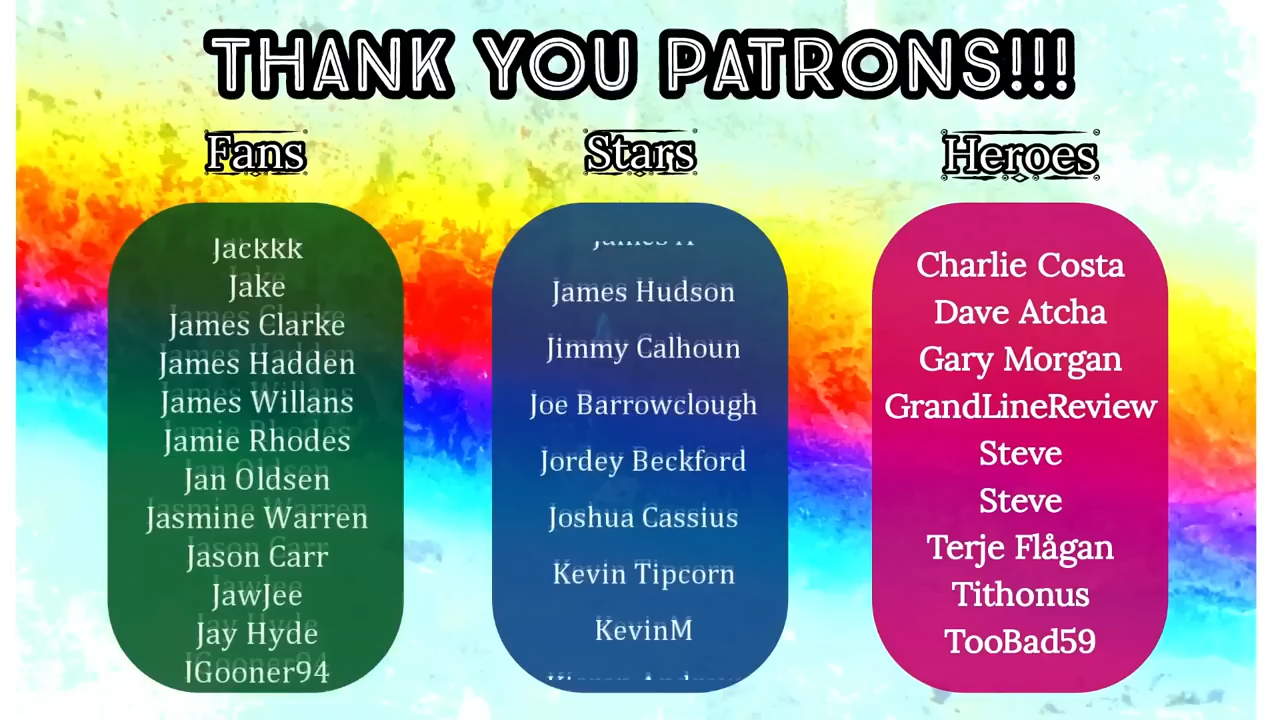 THANK YOU PATRONS!!!
Fans
Jackkk
Jake
James Clarke
James Hadden
James Willans
Jamie Rhodes
Jan Oldsen
Jasmine Warren
Jason Carr
JawJee
Jay Hyde
JGooner94
Stars
James Hudson
Jimmy Calhoun
Joe Barrowclough
Jordey Beckford
Joshua Cassius
Kevin Tipcorn
KevinM
Heroes
Charlie Costa
Dave Atcha
Gary Morgan
GrandLineReview
Steve
Steve
Terje Flågan
Tithonus
TooBad59